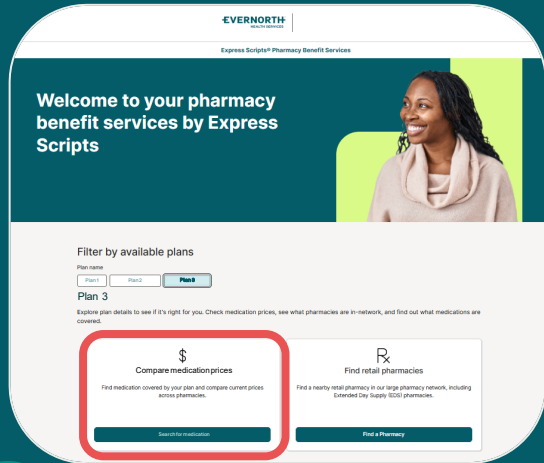 EVERNORTH
HEALTH SERVICES
Express Scripts® Pharmacy Benefit Services
Welcome to your pharmacy
benefit services by Express
Scripts
Filter by available plans
Plan name
Plan 1 Plan 2 Plan 3
Plan 3
Explore plan details to see if it's right for you. Check medication prices, see what pharmacies are in-network, and find out what medications are
covered.
$
Compare medication prices
Find medication covered by your plan and compare current prices
across pharmacies.
Search for medication
Rx
Find retail pharmacies
Find a nearby retail pharmacy in our large pharmacy network, including
Extended Day Supply (EDS) pharmacies.
Find a Pharmacy